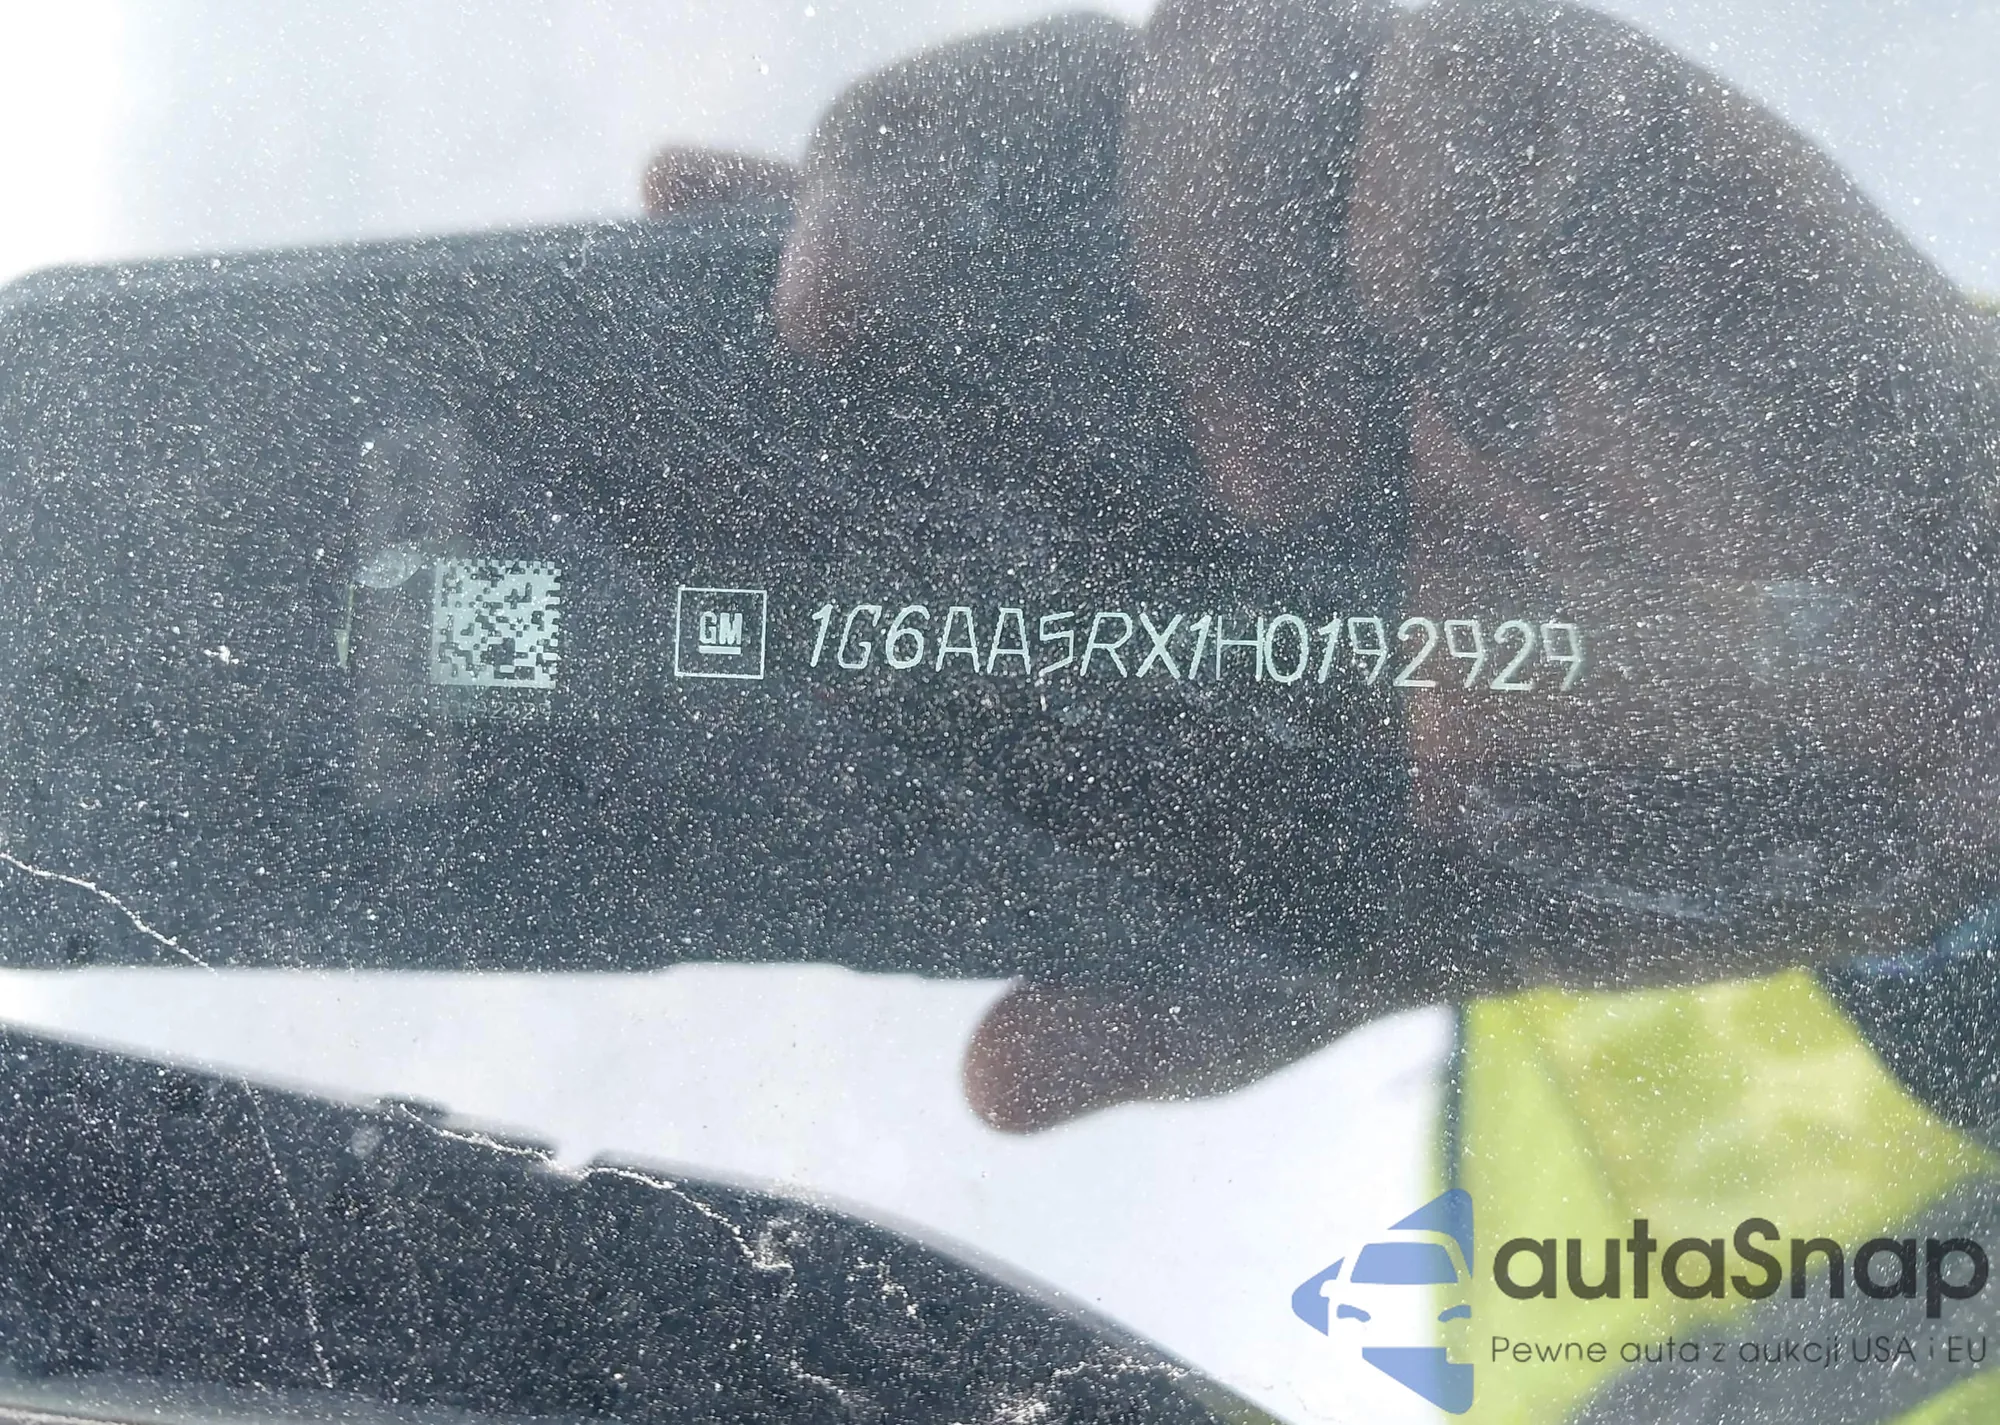 GM 1G6AA5RX1H0192929
autaSnap
Pewne auta z aukcji USA i EU